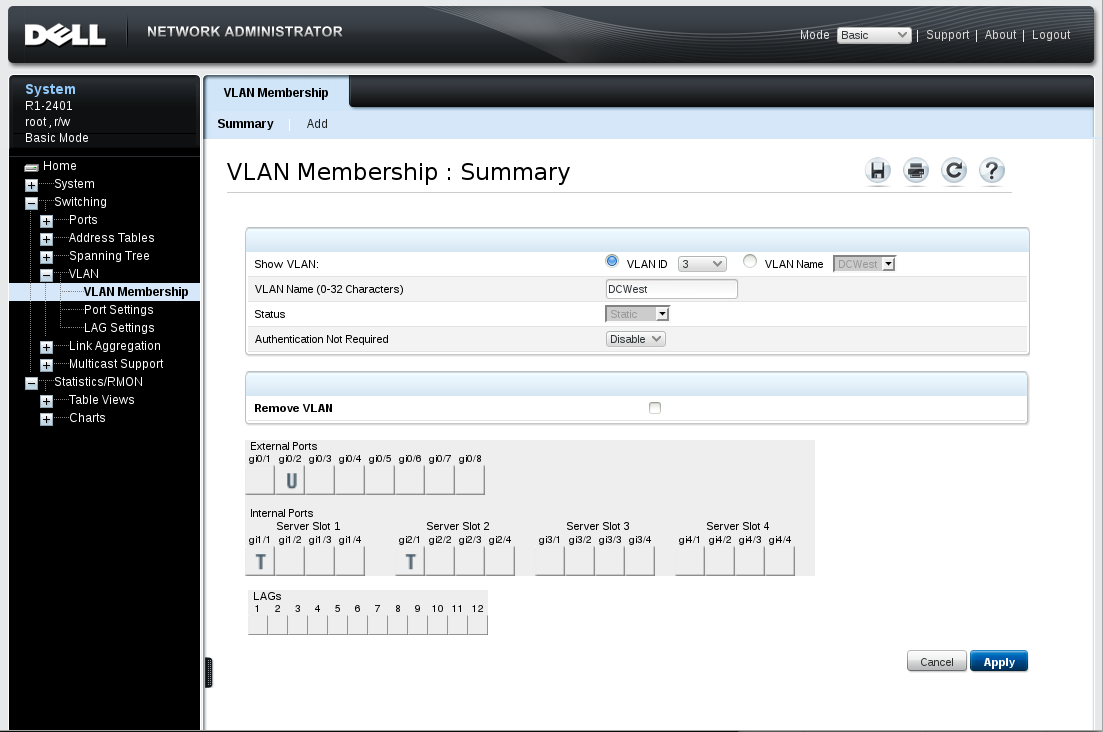 DELL NETWORK ADMINISTRATOR
Mode Basic | Support | About | Logout
System
R1-2401
root , r/w
Basic Mode
Home
System
Switching
Ports
Address Tables
Spanning Tree
VLAN
VLAN Membership
Port Settings
LAG Settings
Link Aggregation
Multicast Support
Statistics/RMON
Table Views
Charts
VLAN Membership
Summary | Add
VLAN Membership : Summary
Show VLAN: VLAN ID 3 VLAN Name DCWest
VLAN Name (0-32 Characters) DCWest
Status Static
Authentication Not Required Disable
Remove VLAN
External Ports
gi0/1 gi0/2 gi0/3 gi0/4 gi0/5 gi0/6 gi0/7 gi0/8
U
Internal Ports
Server Slot 1 Server Slot 2 Server Slot 3 Server Slot 4
gi1/1 gi1/2 gi1/3 gi1/4 gi2/1 gi2/2 gi2/3 gi2/4 gi3/1 gi3/2 gi3/3 gi3/4 gi4/1 gi4/2 gi4/3 gi4/4
T T
LAGs
1 2 3 4 5 6 7 8 9 10 11 12
Cancel Apply